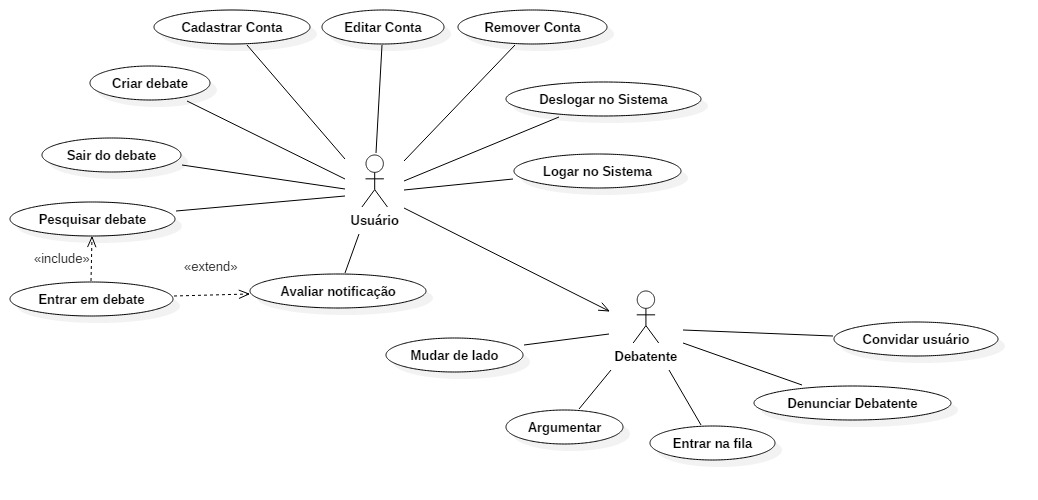 Cadastrar Conta
Editar Conta
Remover Conta
Criar debate
Deslogar no Sistema
Sair do debate
Logar no Sistema
Pesquisar debate
Usuário
«include»
«extend»
Entrar em debate
Avaliar notificação
Convidar usuário
Mudar de lado
Debatente
Denunciar Debatente
Argumentar
Entrar na fila